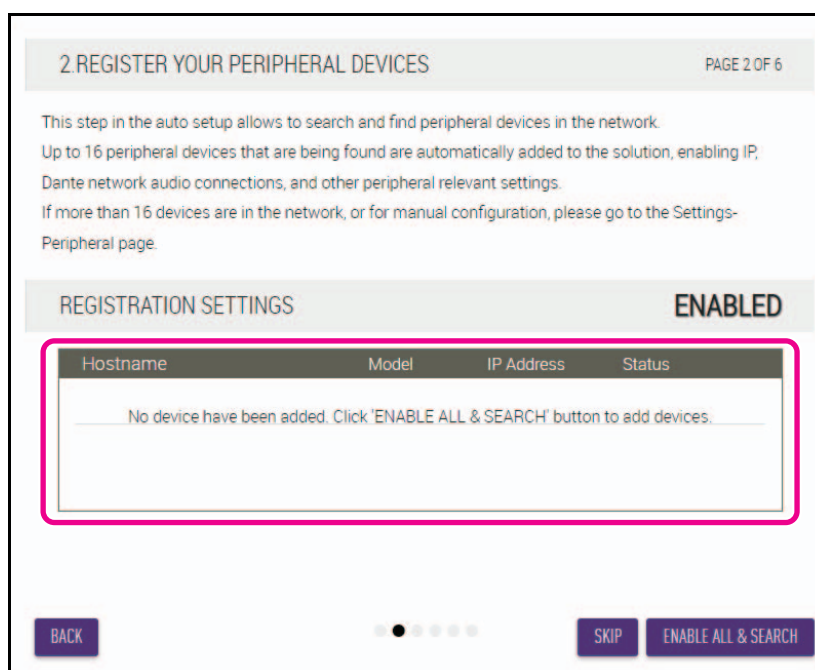 2.REGISTER YOUR PERIPHERAL DEVICES PAGE 2 OF 6
This step in the auto setup allows to search and find peripheral devices in the network.
Up to 16 peripheral devices that are being found are automatically added to the solution, enabling IP,
Dante network audio connections, and other peripheral relevant settings.
If more than 16 devices are in the network, or for manual configuration, please go to the Settings-
Peripheral page.
REGISTRATION SETTINGS ENABLED
Hostname Model IP Address Status
No device have been added. Click 'ENABLE ALL & SEARCH' button to add devices.
BACK SKIP ENABLE ALL & SEARCH